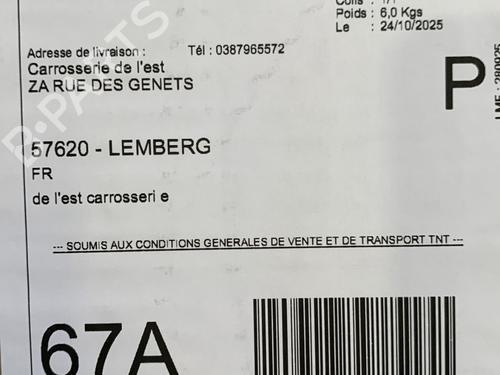 Colis : 1/1
Poids : 6,0 Kgs
Le : 24/10/2025
Adresse de livraison : Tél : 0387965572
Carrosserie de l'est
ZA RUE DES GENETS
P
57620 - LEMBERG
FR
de l'est carrosseri e
--- SOUMIS AUX CONDITIONS GENERALES DE VENTE ET DE TRANSPORT TNT ---
67A
B-PARTS